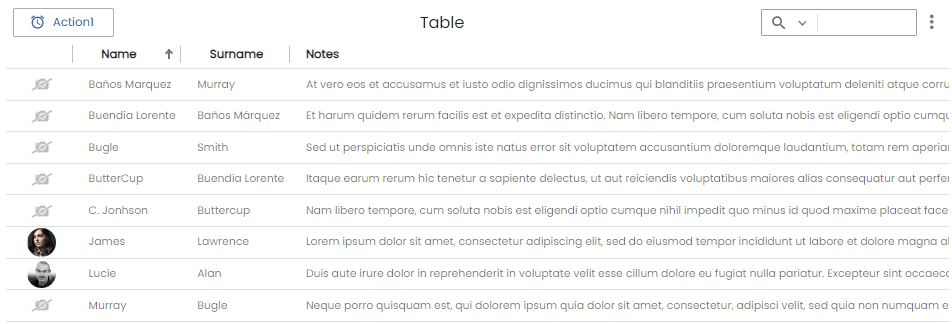 Action1 Table
Name Surname Notes
Baños Marquez Murray At vero eos et accusamus et iusto odio dignissimos ducimus qui blanditiis praesentium voluptatum deleniti atque corru
Buendia Lorente Baños Márquez Et harum quidem rerum facilis est et expedita distinctio. Nam libero tempore, cum soluta nobis est eligendi optio cumqu
Bugle Smith Sed ut perspiciatis unde omnis iste natus error sit voluptatem accusantium doloremque laudantium, totam rem aperiar
ButterCup Buendia Lorente Itaque earum rerum hic tenetur a sapiente delectus, ut aut reiciendis voluptatibus maiores alias consequatur aut perfer
C. Jonhson Buttercup Nam libero tempore, cum soluta nobis est eligendi optio cumque nihil impedit quo minus id quod maxime placeat face
James Lawrence Lorem ipsum dolor sit amet, consectetur adipiscing elit, sed do eiusmod tempor incididunt ut labore et dolore magna al
Lucie Alan Duis aute irure dolor in reprehenderit in voluptate velit esse cillum dolore eu fugiat nulla pariatur. Excepteur sint occaec
Murray Bugle Neque porro quisquam est, qui dolorem ipsum quia dolor sit amet, consectetur, adipisci velit, sed quia non numquam e